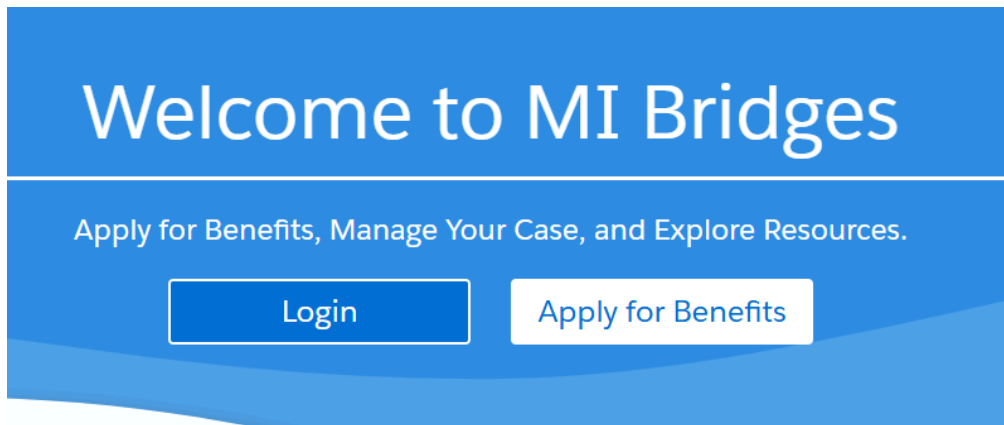 Welcome to MI Bridges
Apply for Benefits, Manage Your Case, and Explore Resources.
Login
Apply for Benefits